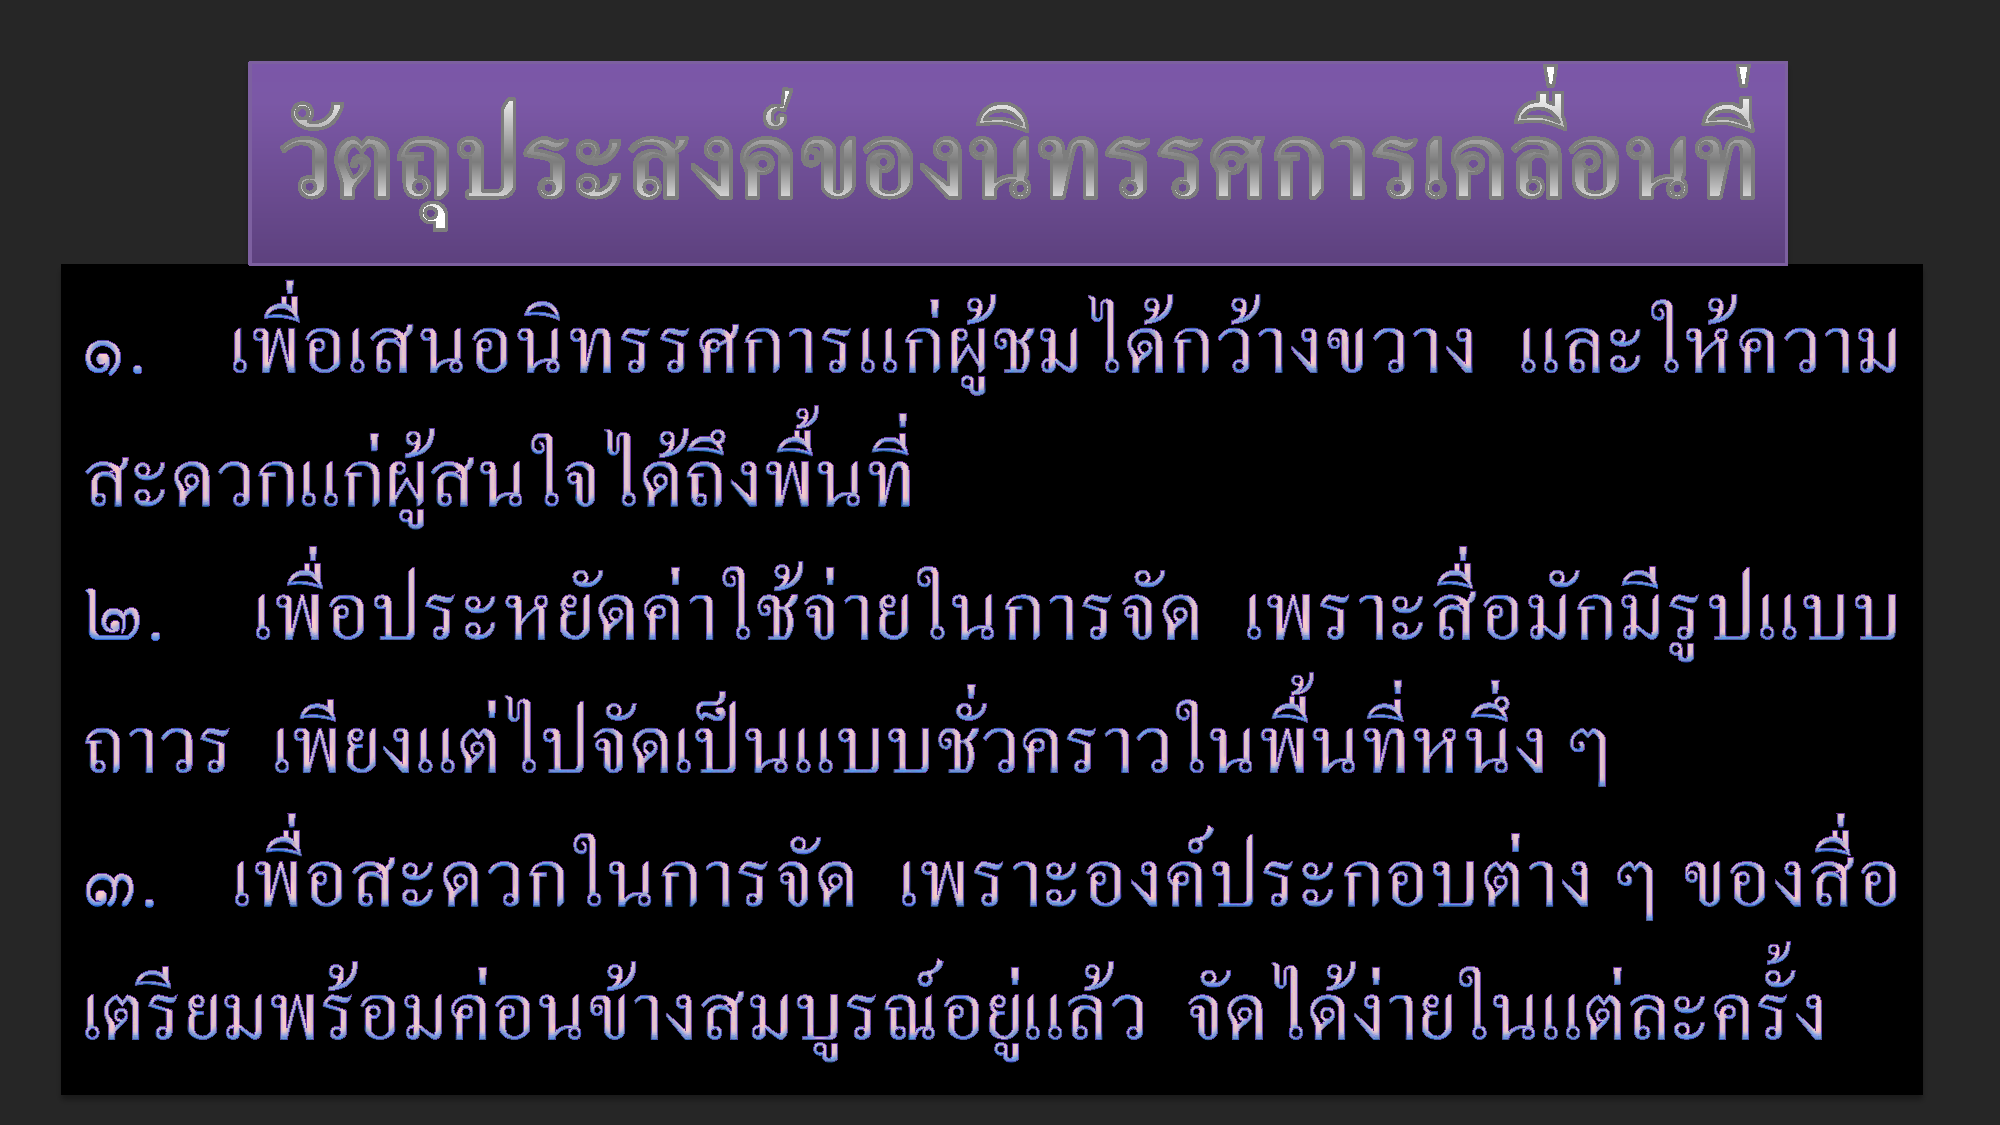 วัตถุประสงค์ของนิทรรศการเคลื่อนที่
๑. เพื่อเสนอนิทรรศการแก่ผู้ชมได้กว้างขวาง และให้ความ
สะดวกแก่ผู้สนใจได้ถึงพื้นที่
๒. เพื่อประหยัดค่าใช้จ่ายในการจัด เพราะสื่อมักมีรูปแบบ
ถาวร เพียงแต่ไปจัดเป็นแบบชั่วคราวในพื้นที่หนึ่ง ๆ
๓. เพื่อสะดวกในการจัด เพราะองค์ประกอบต่าง ๆ ของสื่อ
เตรียมพร้อมค่อนข้างสมบูรณ์อยู่แล้ว จัดได้ง่ายในแต่ละครั้ง